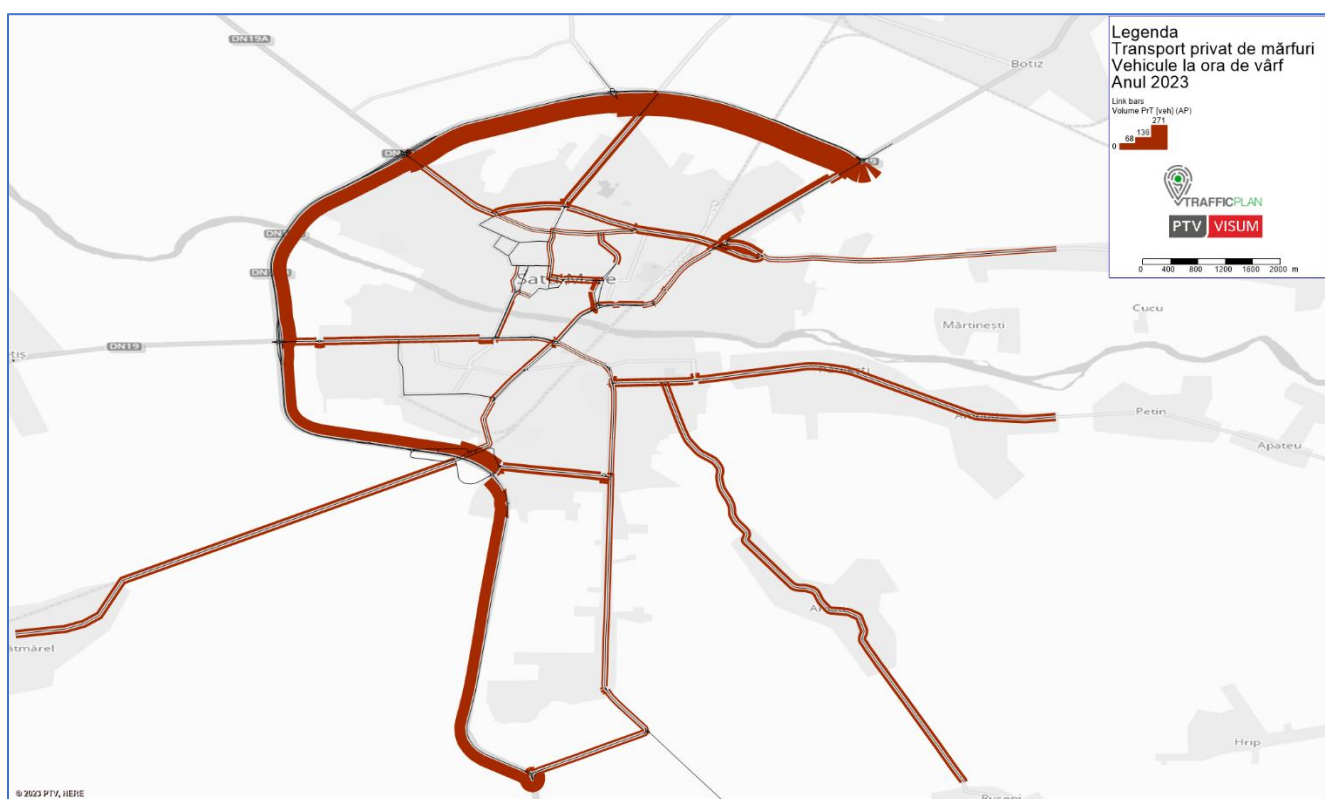 Legenda
Transport privat de mărfuri
Vehicule la ora de vârf
Anul 2023
Link bars
Volume PrT [veh] (AP)
271
136
68
0
TRAFFICPLAN
PTV VISUM
0 400 800 1200 1600 2000 m
DN19A
Botiz
DN19
Mărtinești
Cucu
Petin
Apateu
Hrip
© 2023 PTV, HERE